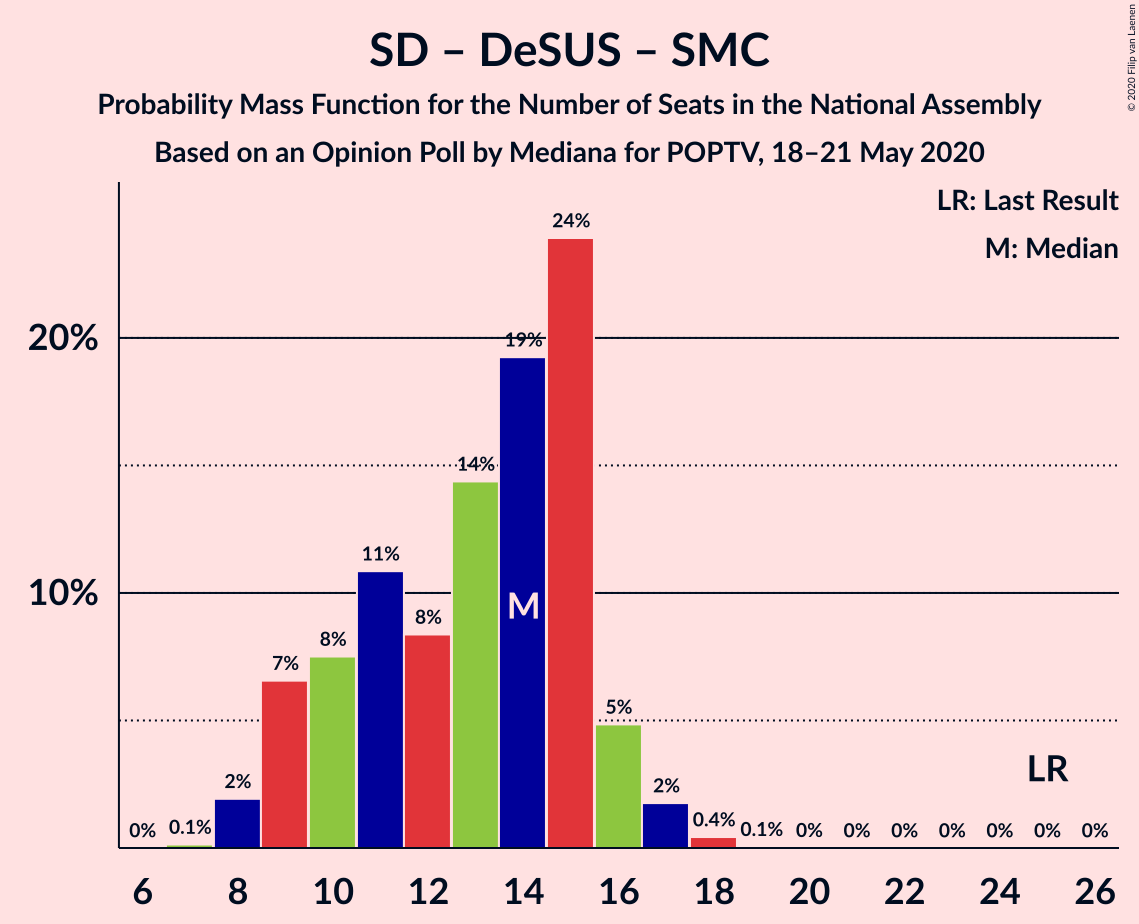 SD – DeSUS – SMC
Probability Mass Function for the Number of Seats in the National Assembly
Based on an Opinion Poll by Mediana for POPTV, 18–21 May 2020
© 2020 Filip van Laenen
LR: Last Result
M: Median
24%
20%
19%
14%
11%
10%
M
8%
8%
7%
5%
LR
2%
2%
0%
0.1%
0.4%
0.1%
0%
0%
0%
0%
0%
0%
0%
6 8 10 12 14 16 18 20 22 24 26